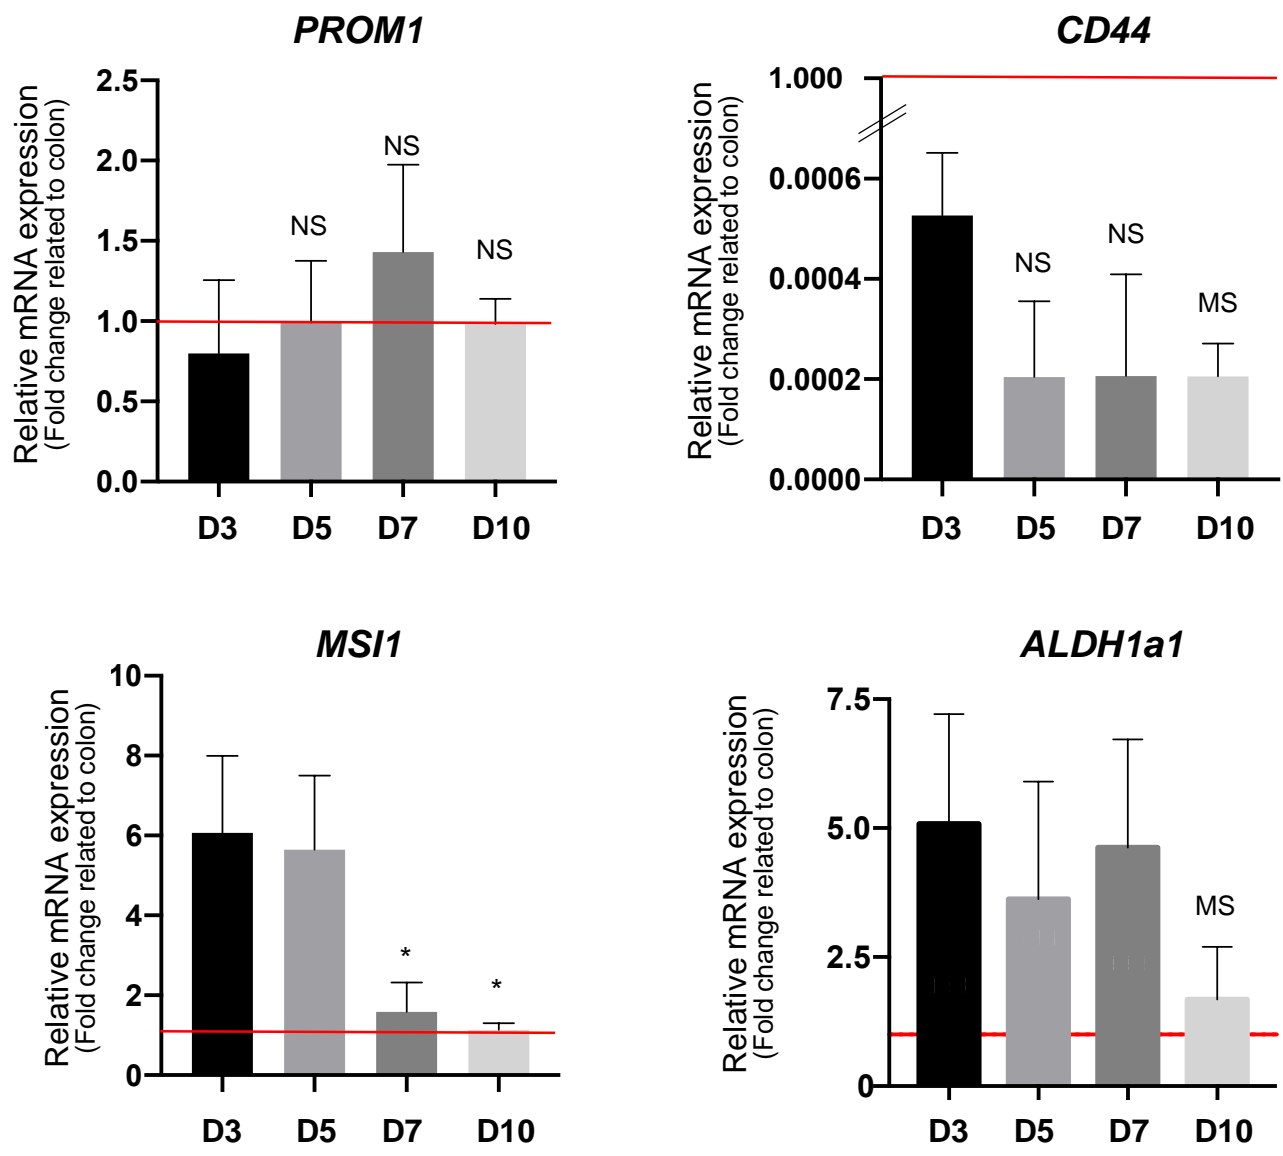 PROM1
Relative mRNA expression
(Fold change related to colon)
2.5
2.0
1.5
1.0
0.5
0.0
NS
NS
NS
D3 D5 D7 D10
CD44
Relative mRNA expression
(Fold change related to colon)
1.000
0.0006
0.0004
0.0002
0.0000
NS
NS
MS
D3 D5 D7 D10
MSI1
Relative mRNA expression
(Fold change related to colon)
10
8
6
4
2
0
*
*
D3 D5 D7 D10
ALDH1a1
Relative mRNA expression
(Fold change related to colon)
7.5
5.0
2.5
0
MS
D3 D5 D7 D10